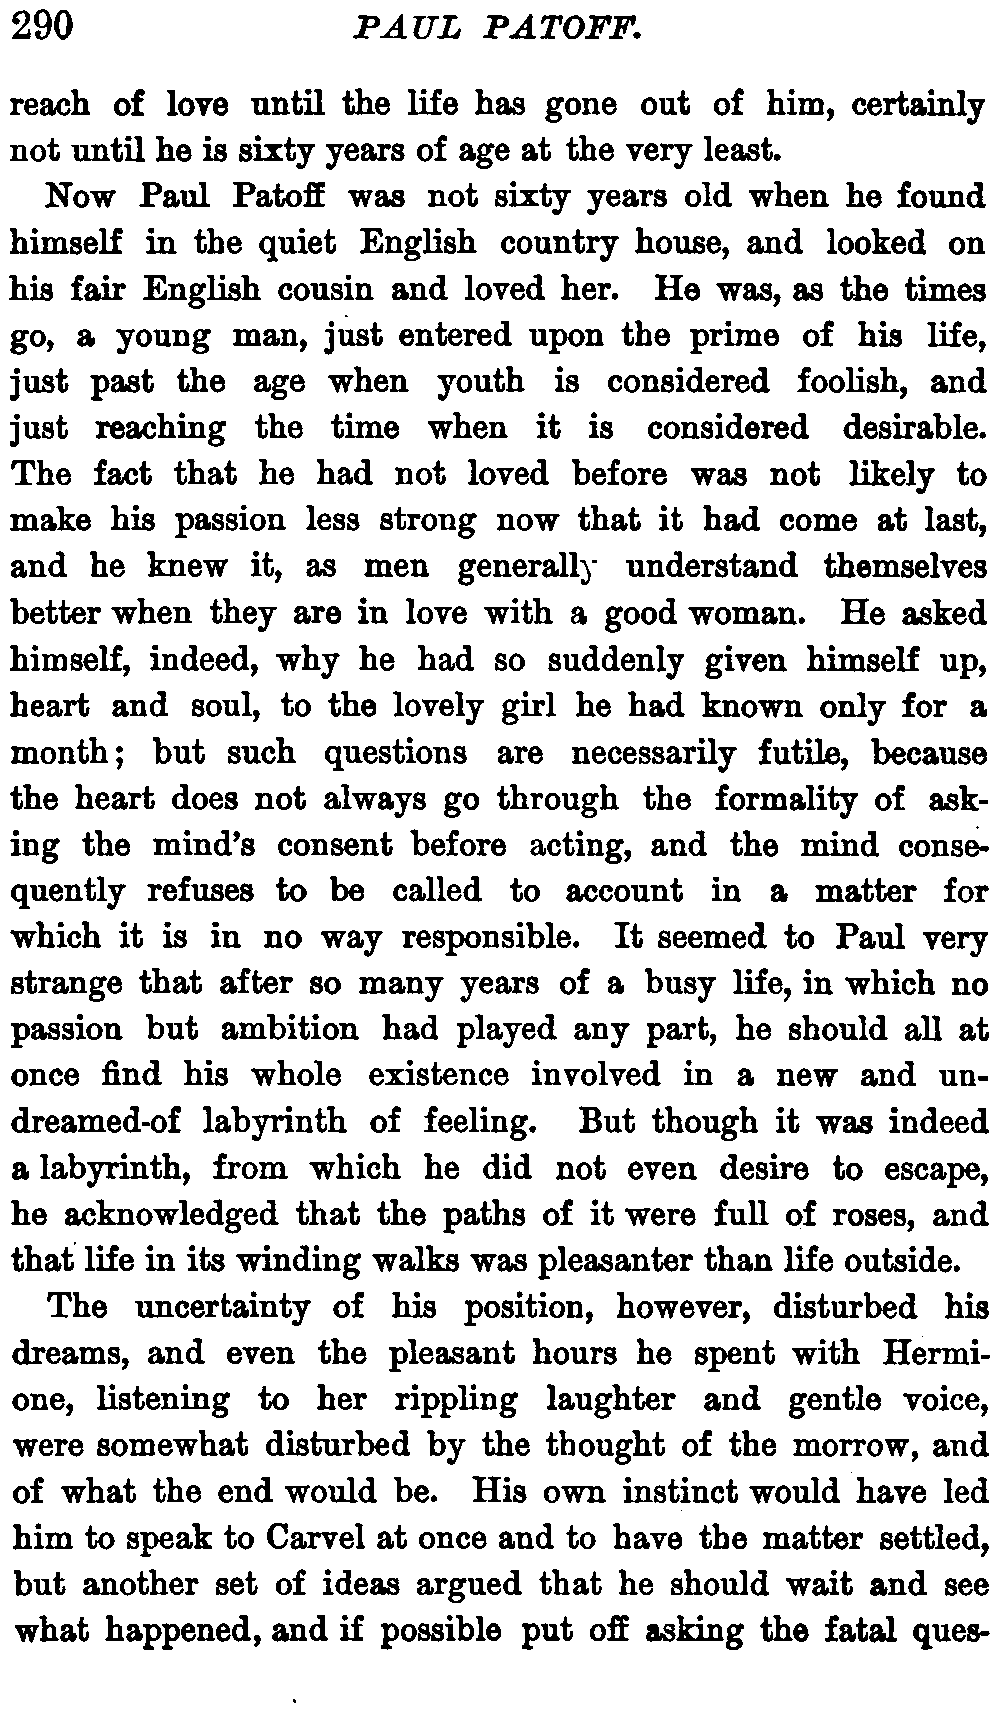 290 PAUL PATOFF.
reach of love until the life has gone out of him, certainly
not until he is sixty years of age at the very least.
Now Paul Patoff was not sixty years old when he found
himself in the quiet English country house, and looked on
his fair English cousin and loved her. He was, as the times
go, a young man, just entered upon the prime of his life,
just past the age when youth is considered foolish, and
just reaching the time when it is considered desirable.
The fact that he had not loved before was not likely to
make his passion less strong now that it had come at last,
and he knew it, as men generally understand themselves
better when they are in love with a good woman. He asked
himself, indeed, why he had so suddenly given himself up,
heart and soul, to the lovely girl he had known only for a
month; but such questions are necessarily futile, because
the heart does not always go through the formality of ask-
ing the mind's consent before acting, and the mind conse-
quently refuses to be called to account in a matter for
which it is in no way responsible. It seemed to Paul very
strange that after so many years of a busy life, in which no
passion but ambition had played any part, he should all at
once find his whole existence involved in a new and un-
dreamed-of labyrinth of feeling. But though it was indeed
a labyrinth, from which he did not even desire to escape,
he acknowledged that the paths of it were full of roses, and
that life in its winding walks was pleasanter than life outside.
The uncertainty of his position, however, disturbed his
dreams, and even the pleasant hours he spent with Hermi-
one, listening to her rippling laughter and gentle voice,
were somewhat disturbed by the thought of the morrow, and
of what the end would be. His own instinct would have led
him to speak to Carvel at once and to have the matter settled,
but another set of ideas argued that he should wait and see
what happened, and if possible put off asking the fatal ques-